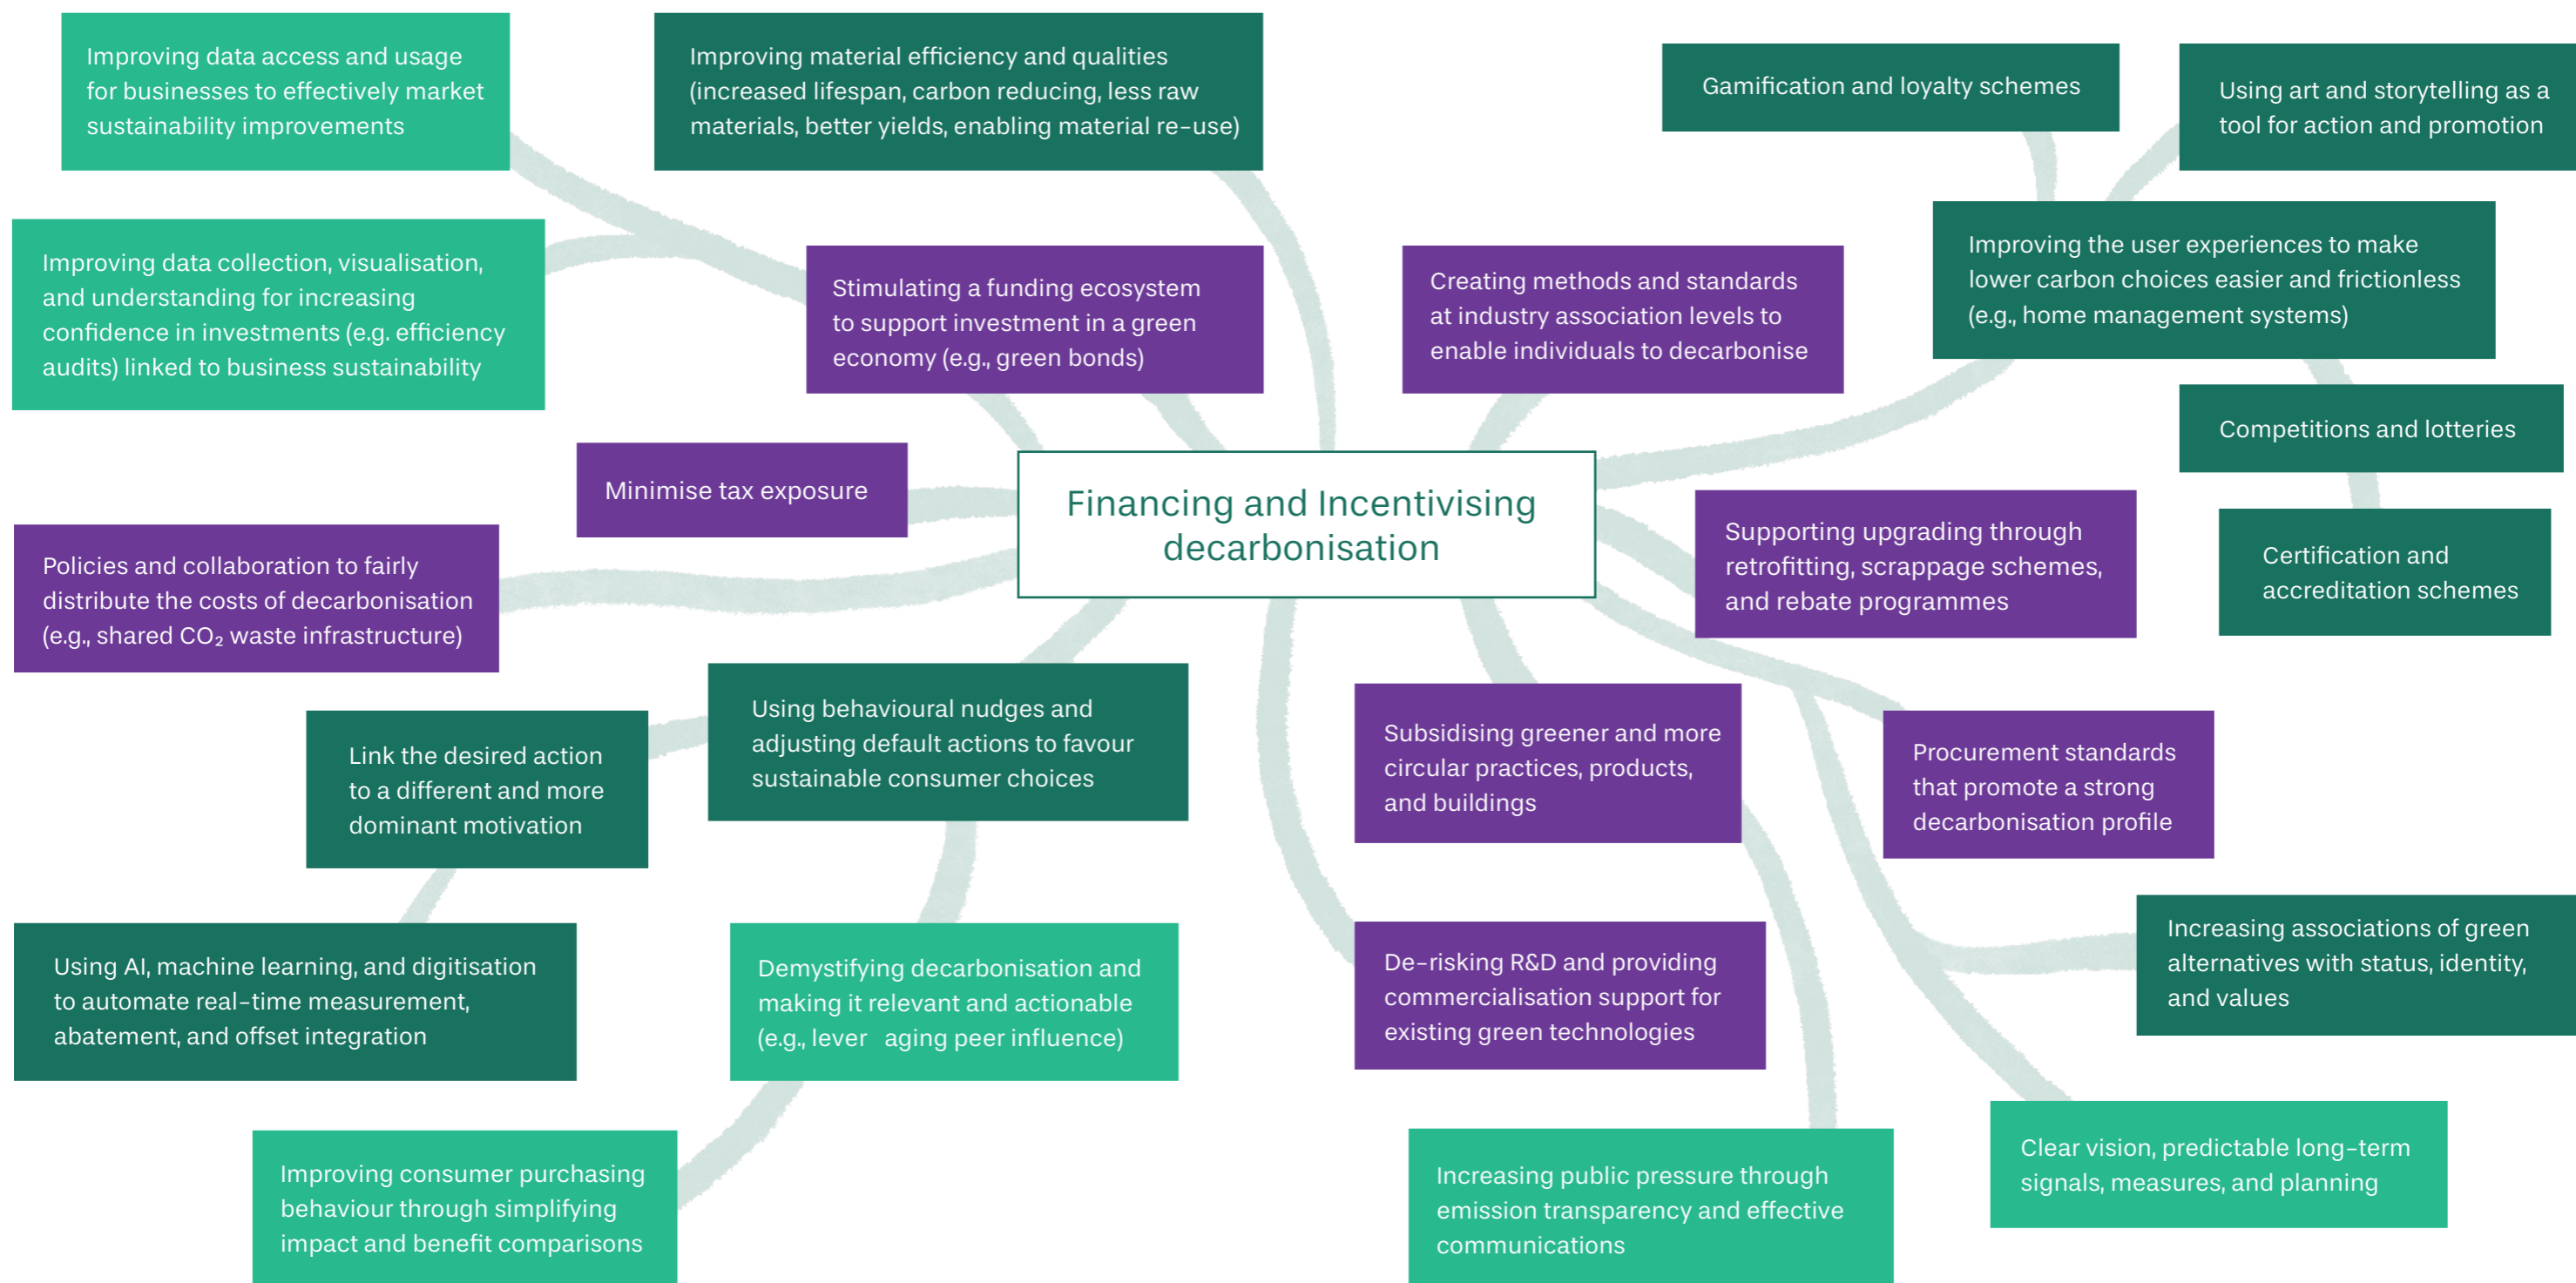 Improving data access and usage
for businesses to effectively market
sustainability improvements
Improving material efficiency and qualities
(increased lifespan, carbon reducing, less raw
materials, better yields, enabling material re-use)
Gamification and loyalty schemes
Using art and storytelling as a
tool for action and promotion
Improving data collection, visualisation,
and understanding for increasing
confidence in investments (e.g. efficiency
audits) linked to business sustainability
Stimulating a funding ecosystem
to support investment in a green
economy (e.g., green bonds)
Creating methods and standards
at industry association levels to
enable individuals to decarbonise
Improving the user experiences to make
lower carbon choices easier and frictionless
(e.g., home management systems)
Competitions and lotteries
Minimise tax exposure
Financing and Incentivising
decarbonisation
Supporting upgrading through
retrofitting, scrappage schemes,
and rebate programmes
Certification and
accreditation schemes
Policies and collaboration to fairly
distribute the costs of decarbonisation
(e.g., shared CO₂ waste infrastructure)
Link the desired action
to a different and more
dominant motivation
Using behavioural nudges and
adjusting default actions to favour
sustainable consumer choices
Subsidising greener and more
circular practices, products,
and buildings
Procurement standards
that promote a strong
decarbonisation profile
Using AI, machine learning, and digitisation
to automate real-time measurement,
abatement, and offset integration
Demystifying decarbonisation and
making it relevant and actionable
(e.g., lever aging peer influence)
De-risking R&D and providing
commercialisation support for
existing green technologies
Increasing associations of green
alternatives with status, identity,
and values
Improving consumer purchasing
behaviour through simplifying
impact and benefit comparisons
Increasing public pressure through
emission transparency and effective
communications
Clear vision, predictable long-term
signals, measures, and planning